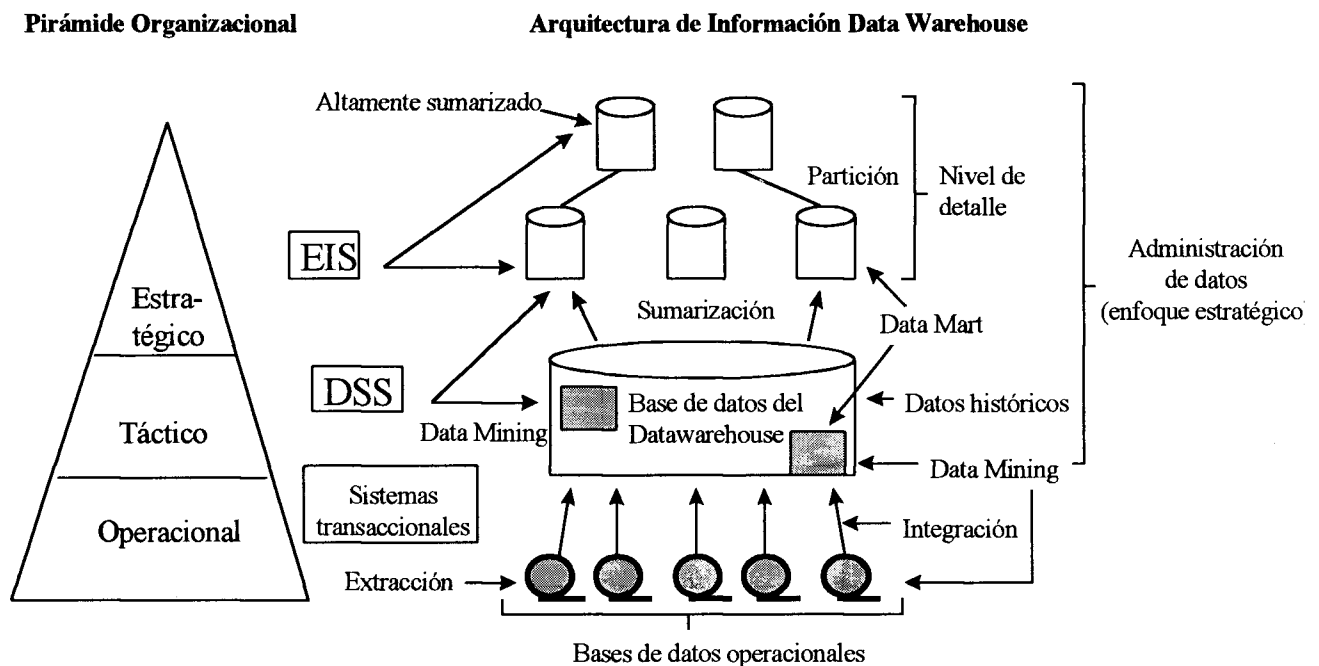 Pirámide Organizacional
Arquitectura de Información Data Warehouse
Altamente sumarizado
Partición
Nivel de
detalle
EIS
Administración
de datos
(enfoque estratégico
Estra-
tégico
Sumarización
Data Mart
DSS
Base de datos del
Datawarehouse
Datos históricos
Táctico
Data Mining
Data Mining
Sistemas
transaccionales
Operacional
Integración
Extracción
Bases de datos operacionales